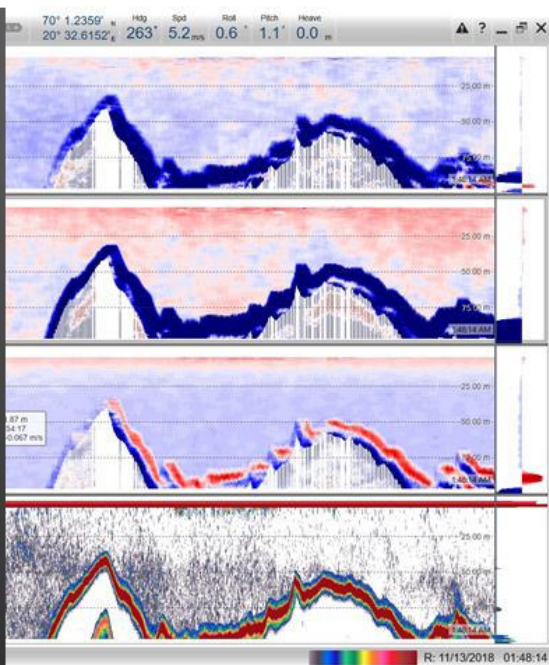 70° 1.2359' N
20° 32.6152' E
Hdg
263°
Spd
5.2 m/s
Roll
0.6 °
Pitch
1.1 °
Heave
0.0 m
?
25.00 m
50.00 m
75.00 m
1:48:14 AM
25.00 m
50.00 m
75.00 m
1:48:14 AM
25.00 m
50.00 m
.87 m
54:17
-0.067 m/s
1:48:14 AM
25.00 m
50.00 m
1:48:14 AM
R: 11/13/2018 01:48:14